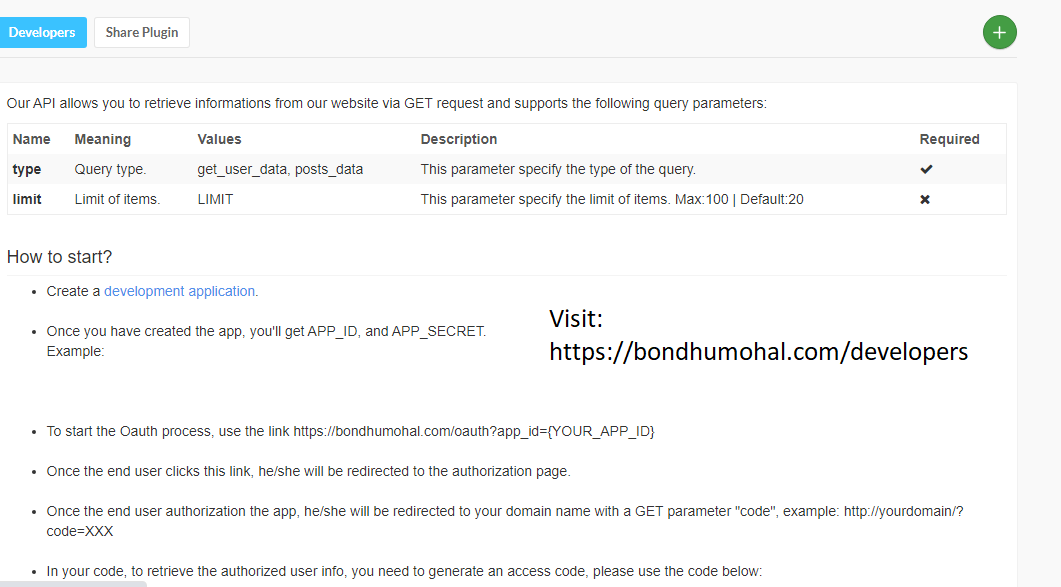 Developers Share Plugin
+
Our API allows you to retrieve informations from our website via GET request and supports the following query parameters:
Name Meaning Values Description Required
type Query type. get_user_data, posts_data This parameter specify the type of the query. ✔
limit Limit of items. LIMIT This parameter specify the limit of items. Max:100 | Default:20 ✖
How to start?
• Create a development application.
• Once you have created the app, you'll get APP_ID, and APP_SECRET.
Example:
Visit:
https://bondhumohal.com/developers
• To start the Oauth process, use the link https://bondhumohal.com/oauth?app_id={YOUR_APP_ID}
• Once the end user clicks this link, he/she will be redirected to the authorization page.
• Once the end user authorization the app, he/she will be redirected to your domain name with a GET parameter "code", example: http://yourdomain/?
code=XXX
• In your code, to retrieve the authorized user info, you need to generate an access code, please use the code below: